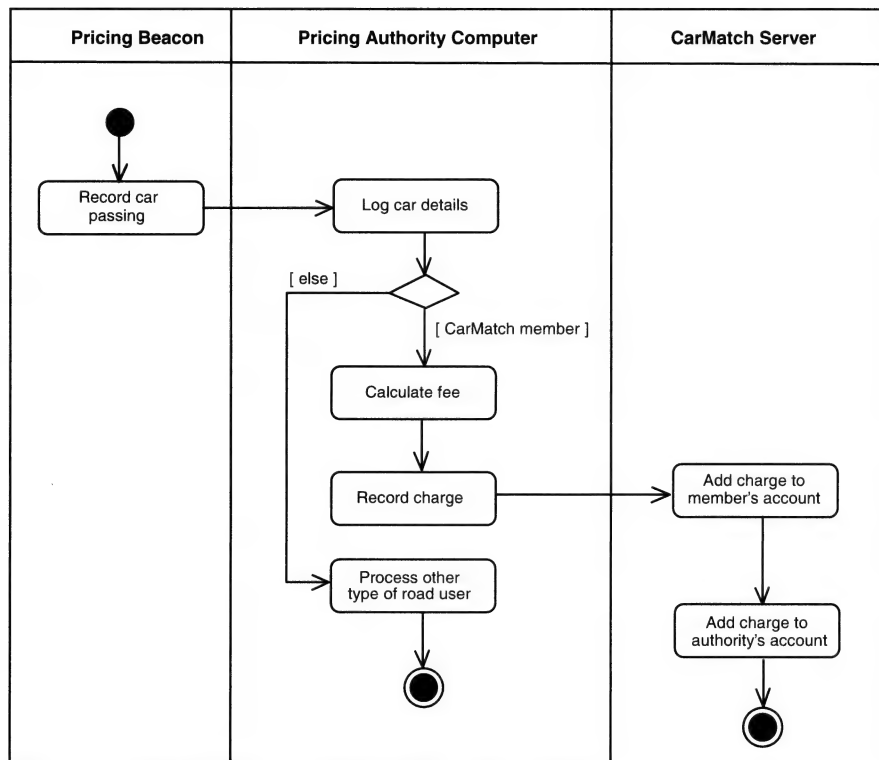 Pricing Beacon
Pricing Authority Computer
CarMatch Server
Record car
passing
Log car details
[ else ]
[ CarMatch member ]
Calculate fee
Record charge
Add charge to
member's account
Process other
type of road user
Add charge to
authority's account